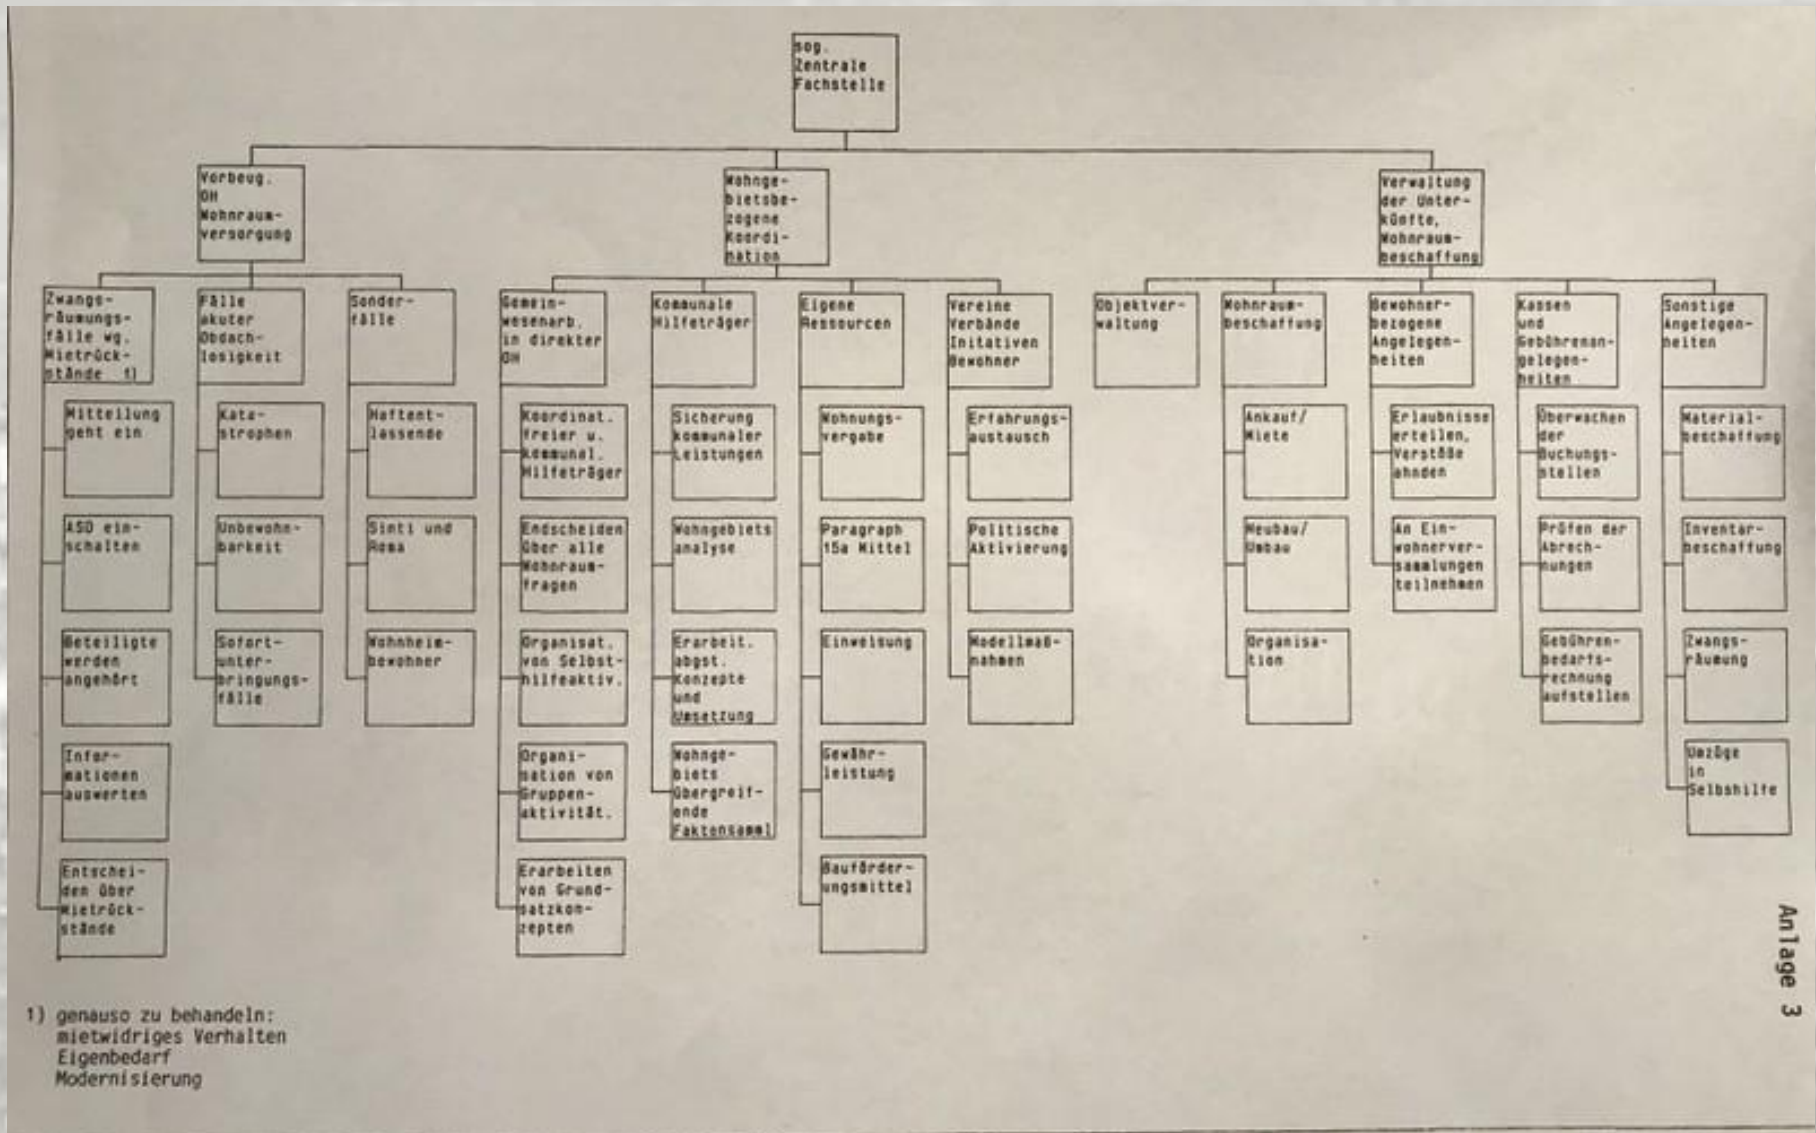 sog.
Zentrale
Fachstelle
Vorbeug.
OH
Wohnraum-
versorgung
Wohnge-
bietsbe-
zogene
Koordi-
nation
Verwaltung
der Unter-
künfte,
Wohnraum-
beschaffung
Zwangs-
räumungs-
fälle wg.
Mietrück-
stände 1)
Fälle
akuter
Obdach-
losigkeit
Sonder-
fälle
Gemein-
wesenarb.
in direkter
OH
Kommunale
Hilfeträger
Eigene
Ressourcen
Vereine
Verbände
Initativen
Bewohner
Objektver-
waltung
Wohnraum-
beschaffung
Bewohner-
bezogene
Angelegen-
heiten
Kassen
und
Gebührenan-
gelegen-
heiten
Sonstige
Angelegen-
heiten
Mitteilung
geht ein
Kata-
strophen
Haftent-
lassende
Koordinat.
freier u.
kommunal.
Hilfeträger
Sicherung
kommunaler
Leistungen
Wohnungs-
vergabe
Erfahrungs-
austausch
Ankauf/
Miete
Erlaubnisse
erteilen,
Verstöße
ahnden
Überwachen
der
Buchungs-
stellen
Material-
beschaffung
ASD ein-
schalten
Unbewohn-
barkeit
Sinti und
Roma
Endscheiden
über alle
Wohnraum-
fragen
Wohngebiets
analyse
Paragraph
15a Mittel
Politische
Aktivierung
Neubau/
Umbau
An Ein-
wohnerver-
sammlungen
teilnehmen
Prüfen der
Abrech-
nungen
Inventar-
beschaffung
Beteiligte
werden
angehört
Sofort-
unter-
bringungs-
fälle
Wohnheim-
bewohner
Organisat.
von Selbst-
hilfeaktiv.
Erarbeit.
abgst.
Konzepte
und
Umsetzung
Einweisung
Modellmaß-
nahmen
Organisa-
tion
Gebühren-
bedarfs-
rechnung
aufstellen
Zwangs-
räumung
Infor-
mationen
auswerten
Organi-
sation von
Gruppen-
aktivität.
Wohnge-
biets
übergreif-
ende
Faktensamml
Gewähr-
leistung
Umzüge
in
Selbshilfe
Entschei-
den über
Mietrück-
stände
Erarbeiten
von Grund-
satzkon-
zepten
Bauförder-
ungsmittel
Anlage 3
1) genauso zu behandeln:
mietwidriges Verhalten
Eigenbedarf
Modernisierung